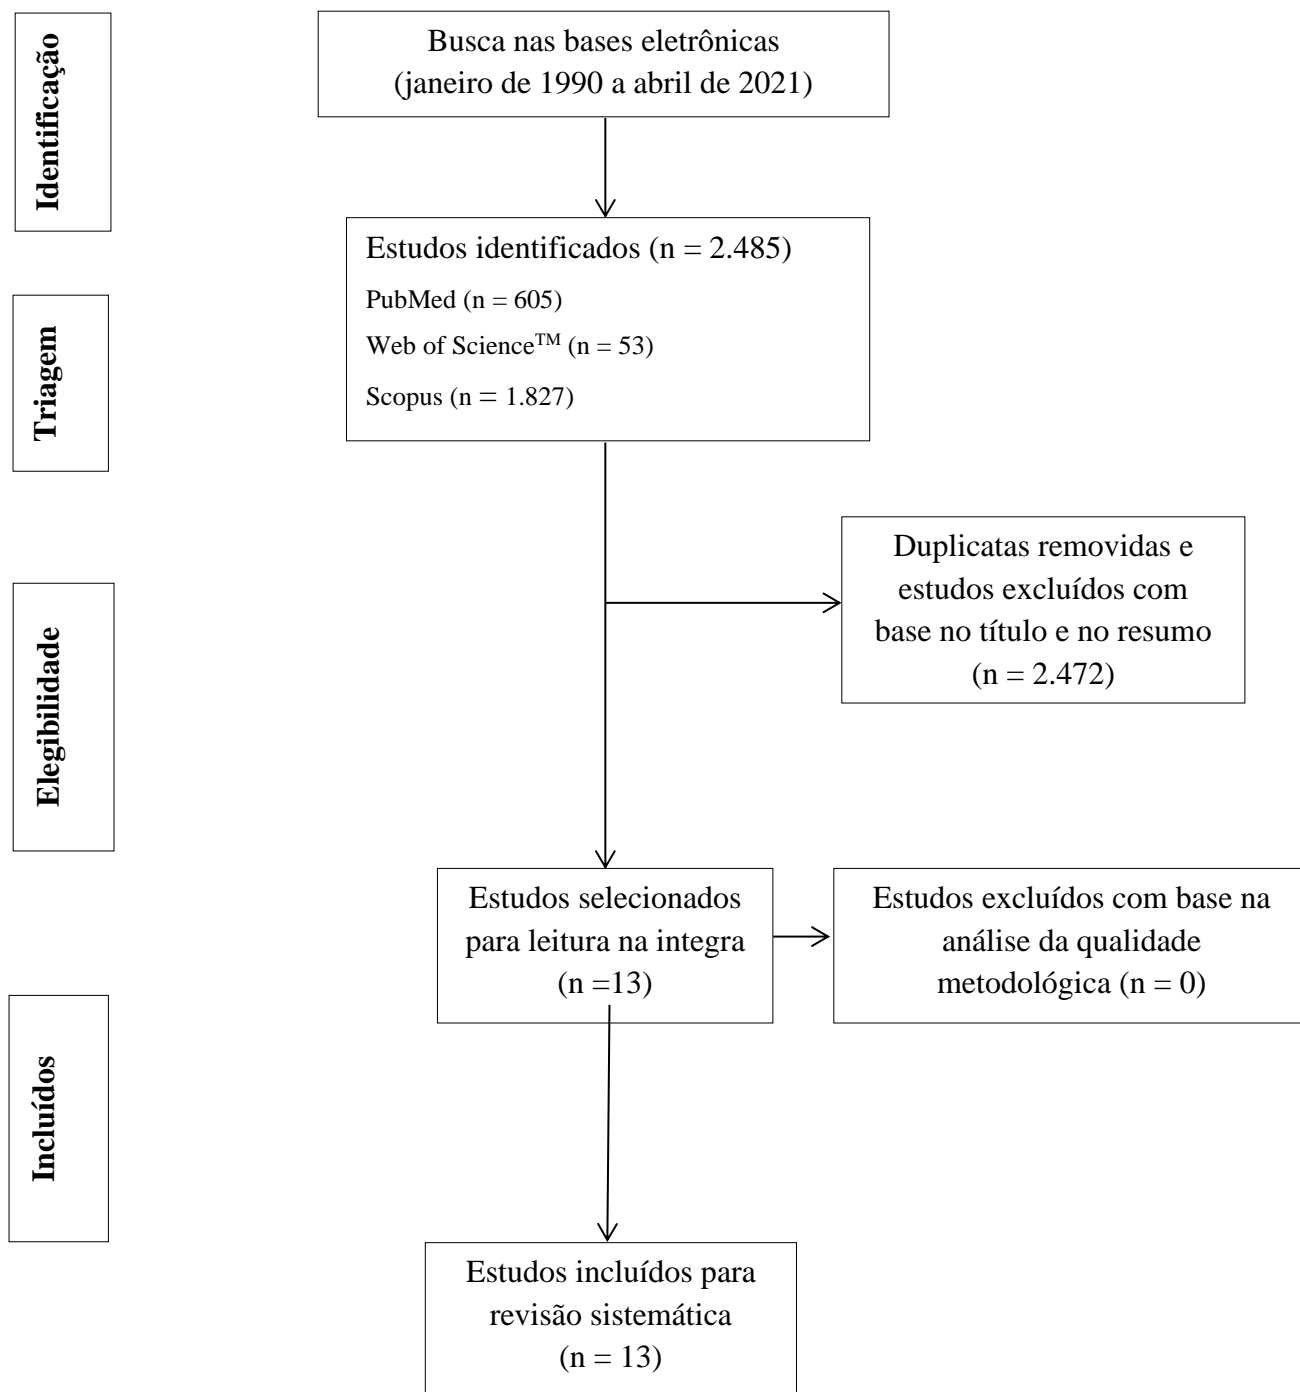 Identificação
Busca nas bases eletrônicas
(janeiro de 1990 a abril de 2021)
Estudos identificados (n = 2.485)
PubMed (n = 605)
Web of Science™ (n = 53)
Scopus (n = 1.827)
Triagem
Duplicatas removidas e
estudos excluídos com
base no título e no resumo
(n = 2.472)
Elegibilidade
Estudos selecionados
para leitura na integra
(n =13)
Estudos excluídos com base na
análise da qualidade
metodológica (n = 0)
Incluídos
Estudos incluídos para
revisão sistemática
(n = 13)